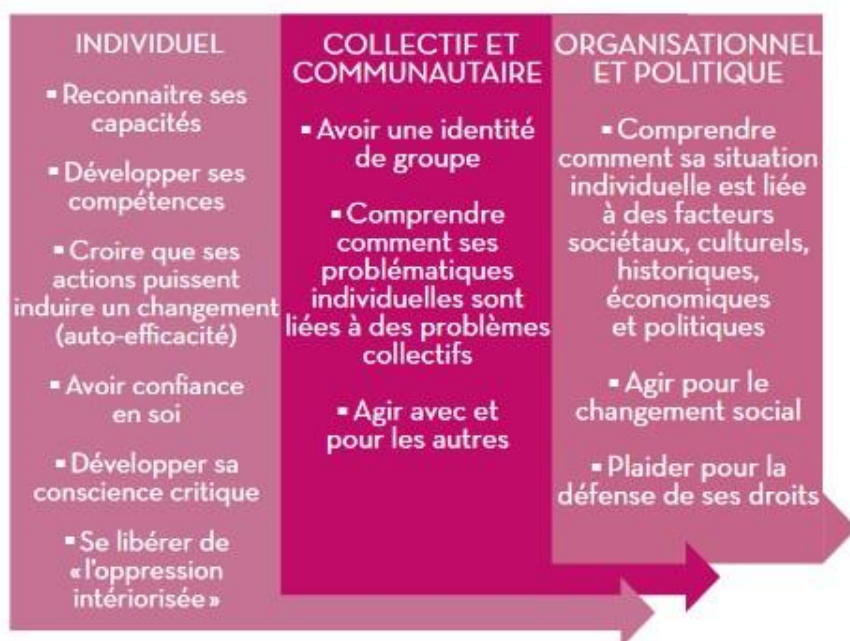 INDIVIDUEL
▪ Reconnaitre ses
capacités
▪ Développer ses
compétences
▪ Croire que ses
actions puissent
induire un changement
(auto-efficacité)
▪ Avoir confiance
en soi
▪ Développer sa
conscience critique
▪ Se libérer de
« l'oppression
intériorisée »
COLLECTIF ET
COMMUNAUTAIRE
▪ Avoir une identité
de groupe
▪ Comprendre
comment ses
problématiques
individuelles sont
liées à des problèmes
collectifs
▪ Agir avec et
pour les autres
ORGANISATIONNEL
ET POLITIQUE
▪ Comprendre
comment sa situation
individuelle est liée
à des facteurs
sociétaux, culturels,
historiques,
économiques
et politiques
▪ Agir pour le
changement social
▪ Plaider pour la
défense de ses droits